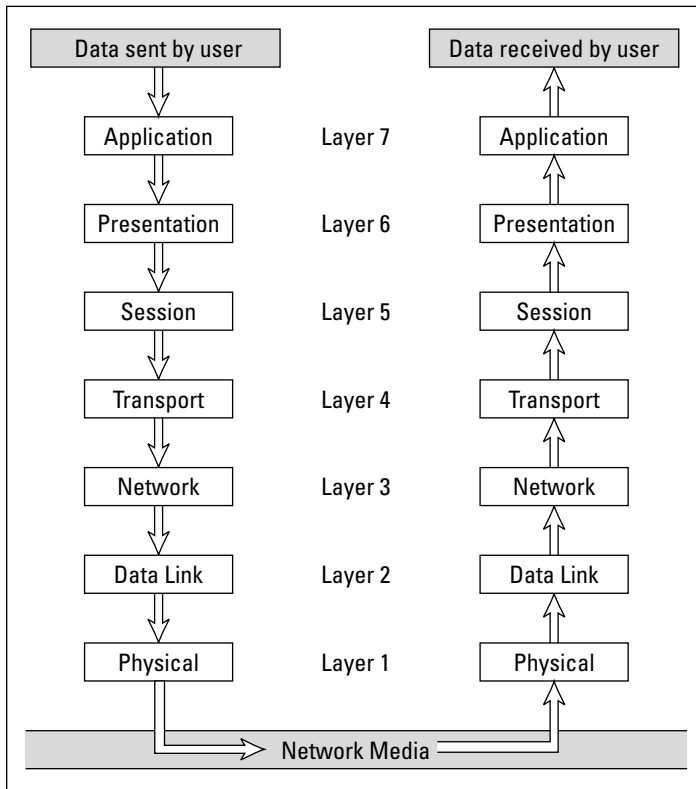 Data sent by user Data received by user
Application Layer 7 Application
Presentation Layer 6 Presentation
Session Layer 5 Session
Transport Layer 4 Transport
Network Layer 3 Network
Data Link Layer 2 Data Link
Physical Layer 1 Physical
Network Media